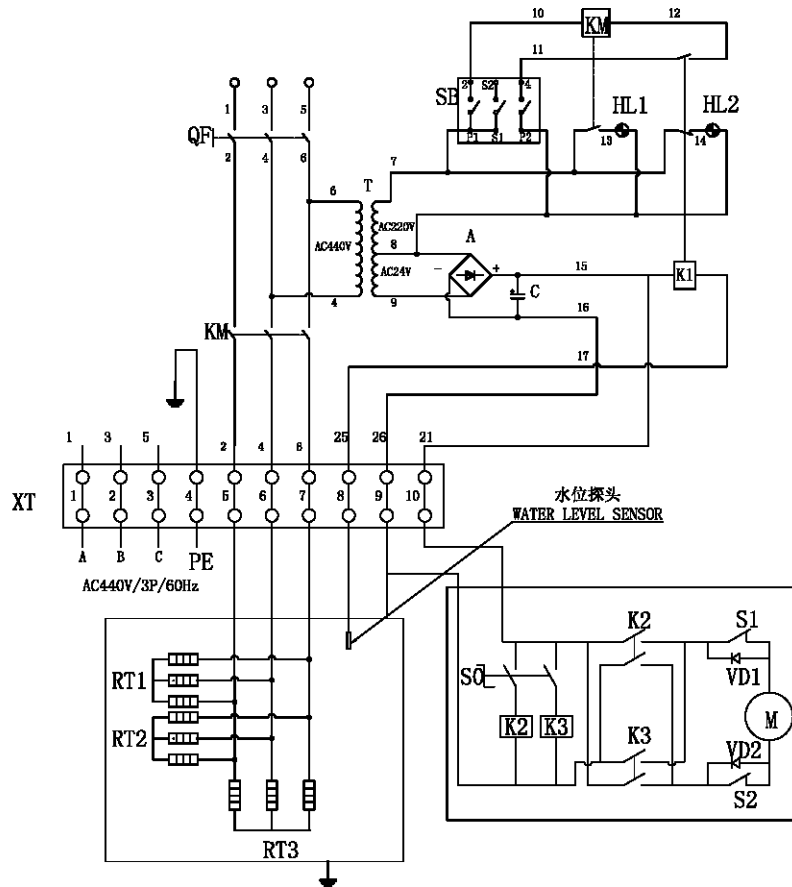 10 KM 12
11
2 S2 4
SB
P1 S1 P2
HL1 HL2
13 14
1 3 5
QF
2 4 6
7
6 T
AC440V AC220V
8 A
AC24V
- + 15 K1
4 9 C
16
KM
17
1 3 5 2 4 6 25 26 21
XT
1 2 3 4 5 6 7 8 9 10
水位探头
WATER LEVEL SENSOR
A B C PE
AC440V/3P/60Hz
RT1
RT2
RT3
K2 S1
S0 VD1
K2 K3 M
K3 VD2
S2